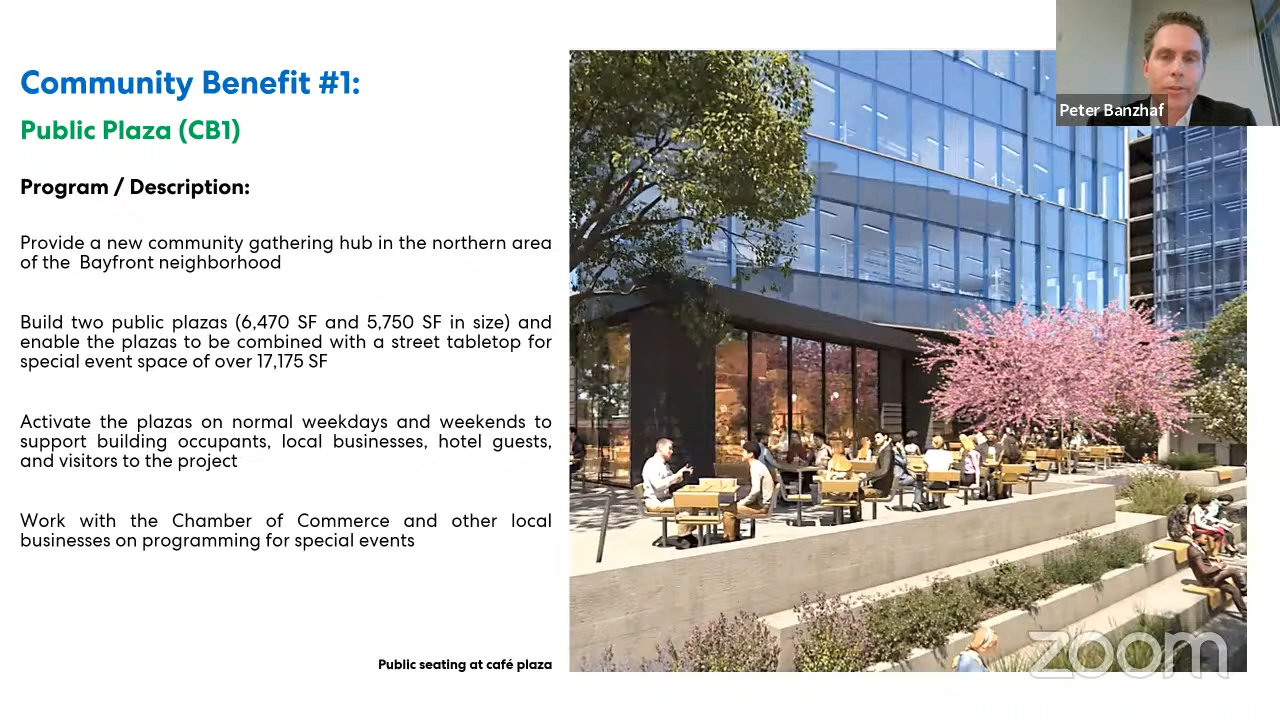 Community Benefit #1:
Public Plaza (CB1)
Program / Description:
Provide a new community gathering hub in the northern area
of the Bayfront neighborhood
Build two public plazas (6,470 SF and 5,750 SF in size) and
enable the plazas to be combined with a street tabletop for
special event space of over 17,175 SF
Activate the plazas on normal weekdays and weekends to
support building occupants, local businesses, hotel guests,
and visitors to the project
Work with the Chamber of Commerce and other local
businesses on programming for special events
Public seating at café plaza
Peter Banzhaf
zoom